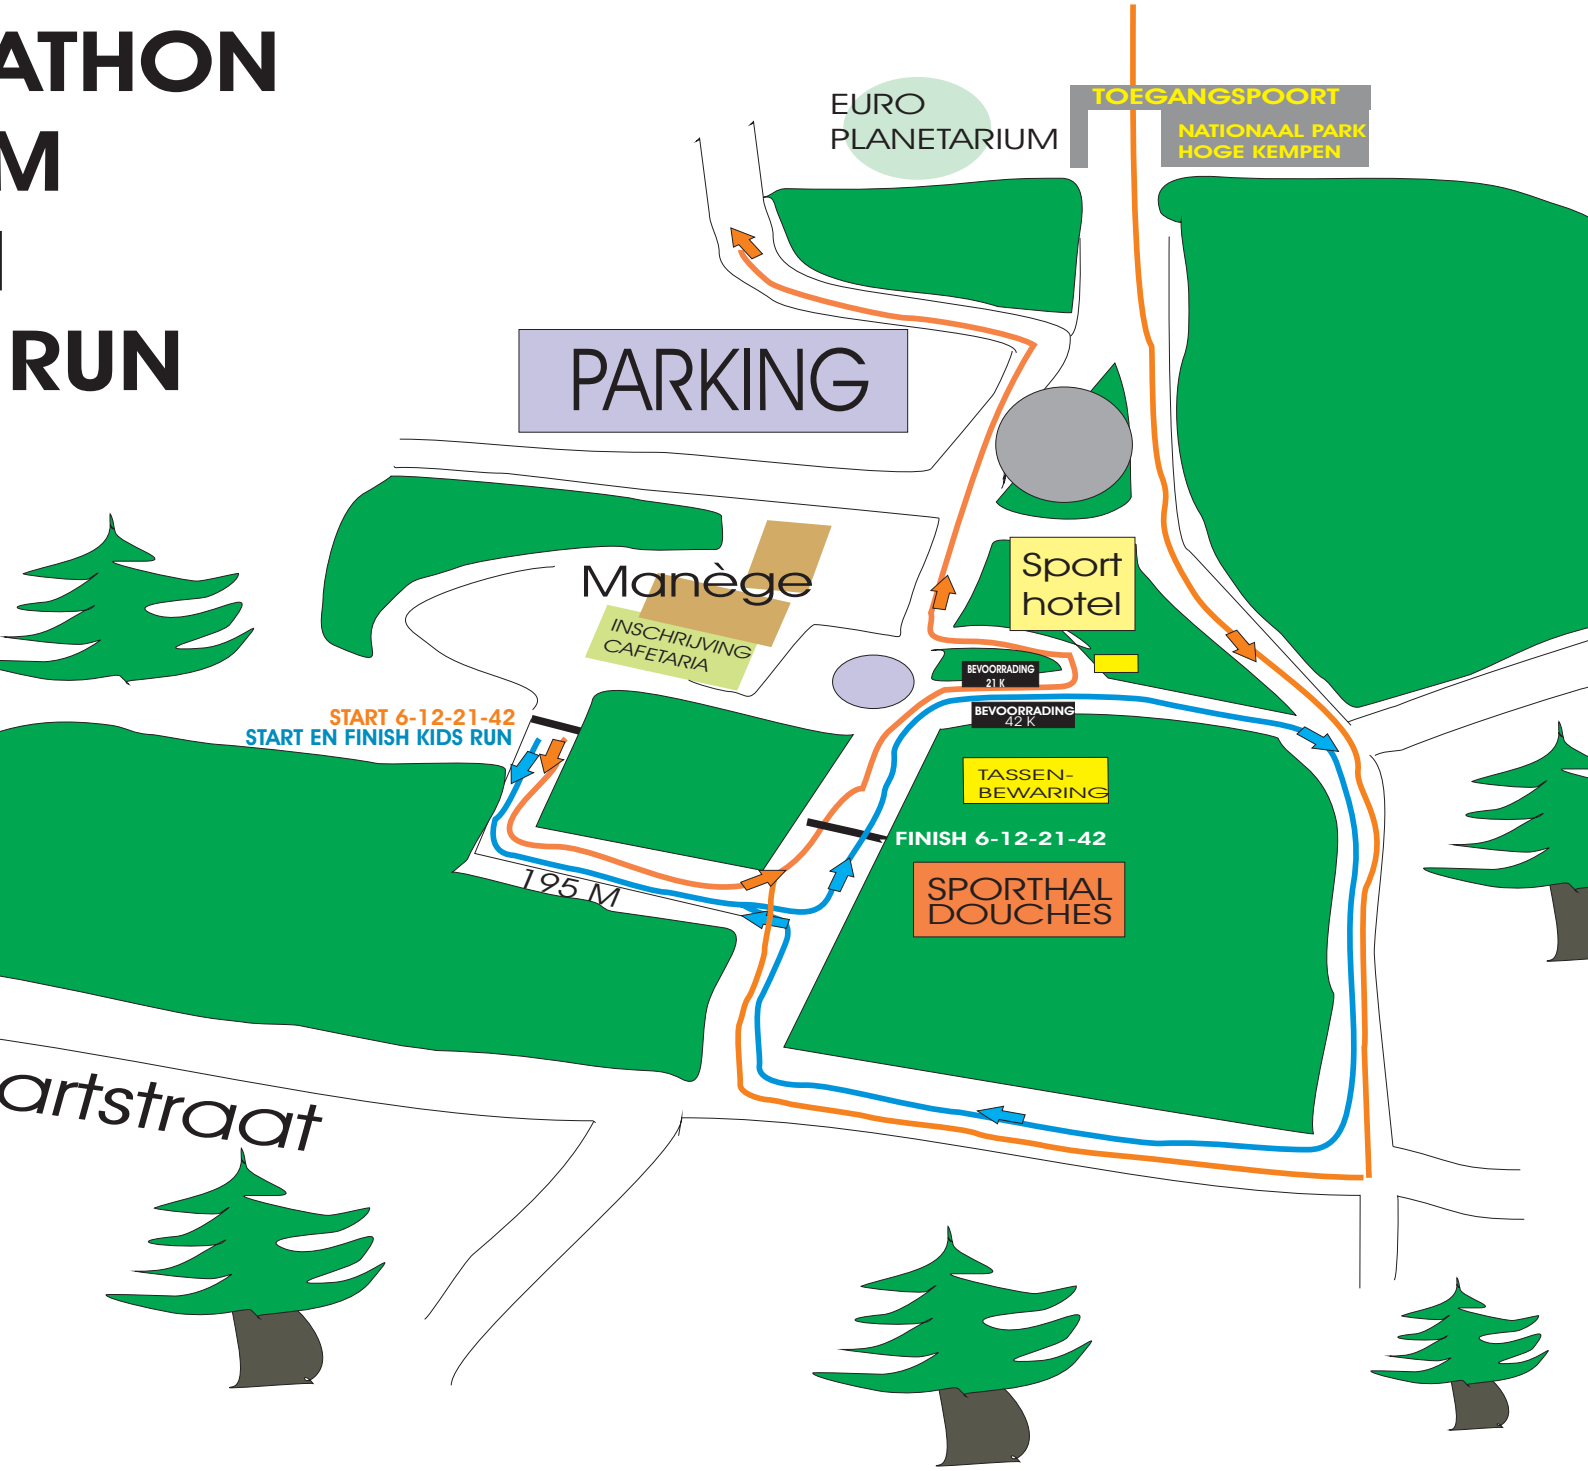 ATHON
M
RUN
EURO
PLANETARIUM
TOEGANGSPOORT
NATIONAAL PARK
HOGE KEMPEN
PARKING
Sport
hotel
Manège
INSCHRIJVING
CAFETARIA
BEVOORRADING
21 K
BEVOORRADING
42 K
START 6-12-21-42
START EN FINISH KIDS RUN
TASSEN-
BEWARING
FINISH 6-12-21-42
SPORTHAL
DOUCHES
195 M
artstraat